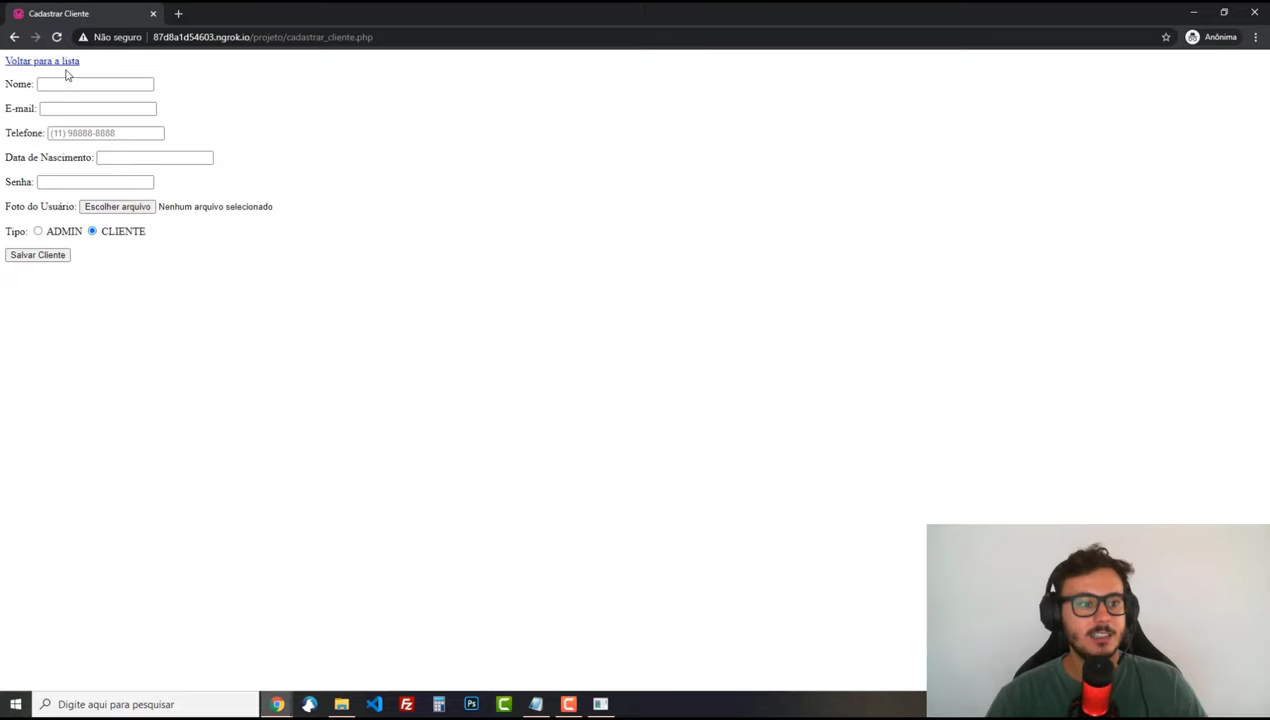 Cadastrar Cliente
Não seguro 87d8a1d54603.ngrok.io/projeto/cadastrar_cliente.php Anônima
Voltar para a lista
Nome:
E-mail:
Telefone: (11) 98888-8888
Data de Nascimento:
Senha:
Foto do Usuário: Escolher arquivo Nenhum arquivo selecionado
Tipo: ADMIN CLIENTE
Salvar Cliente
Digite aqui para pesquisar
Fz
Ps
C
C